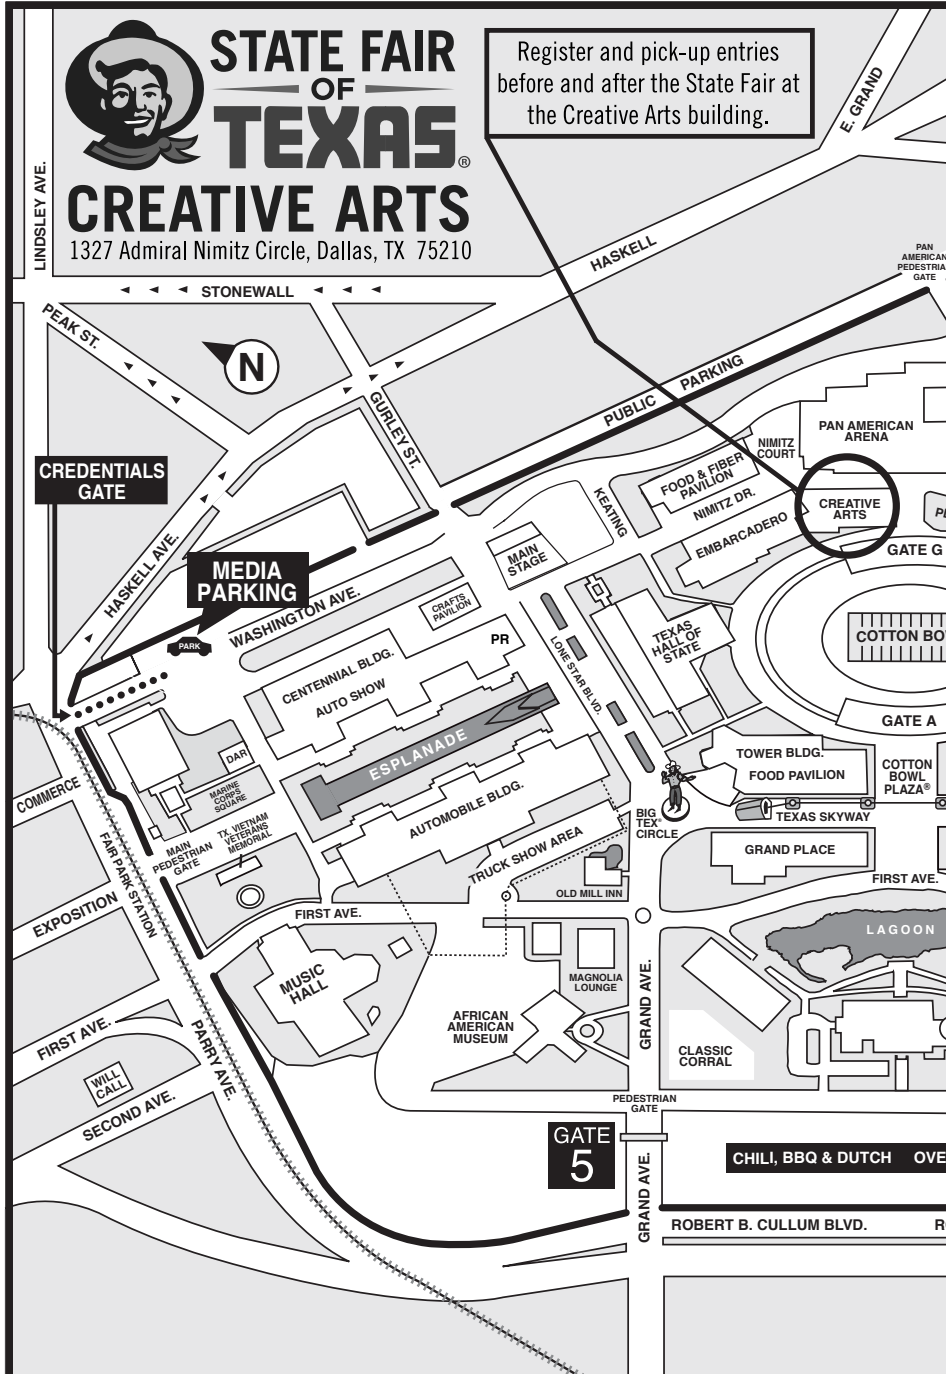 STATE FAIR
OF
TEXAS®
CREATIVE ARTS
1327 Admiral Nimitz Circle, Dallas, TX 75210
Register and pick-up entries
before and after the State Fair at
the Creative Arts building.
E. GRAND
LINDSLEY AVE.
HASKELL
PAN
AMERICAN
PEDESTRIA
GATE
STONEWALL
PEAK ST.
N
GURLEY ST.
PUBLIC PARKING
PAN AMERICAN
ARENA
NIMITZ
COURT
CREDENTIALS
GATE
FOOD & FIBER
PAVILION
KEATING
NIMITZ DR.
CREATIVE
ARTS
EMBARCADERO
GATE G
HASKELL AVE.
MAIN
STAGE
MEDIA
PARKING
WASHINGTON AVE.
CRAFTS
PAVILION
PARK
PR
TEXAS
HALL OF
STATE
COTTON BO
CENTENNIAL BLDG.
AUTO SHOW
LONE STAR BLVD.
GATE A
ESPLANADE
DAR
TOWER BLDG.
FOOD PAVILION
COTTON
BOWL
PLAZA®
COMMERCE
MARINE
CORPS
SQUARE
AUTOMOBILE BLDG.
BIG
TEX®
CIRCLE
TEXAS SKYWAY
TX. VIETNAM
VETERANS
MEMORIAL
MAIN
PEDESTRIAN
GATE
TRUCK SHOW AREA
GRAND PLACE
FAIR PARK STATION
OLD MILL INN
FIRST AVE.
EXPOSITION
FIRST AVE.
LAGOON
MUSIC
HALL
MAGNOLIA
LOUNGE
GRAND AVE.
AFRICAN
AMERICAN
MUSEUM
FIRST AVE.
PARRY AVE.
CLASSIC
CORRAL
WILL
CALL
SECOND AVE.
PEDESTRIAN
GATE
GATE
5
CHILI, BBQ & DUTCH OVE
GRAND AVE.
ROBERT B. CULLUM BLVD.